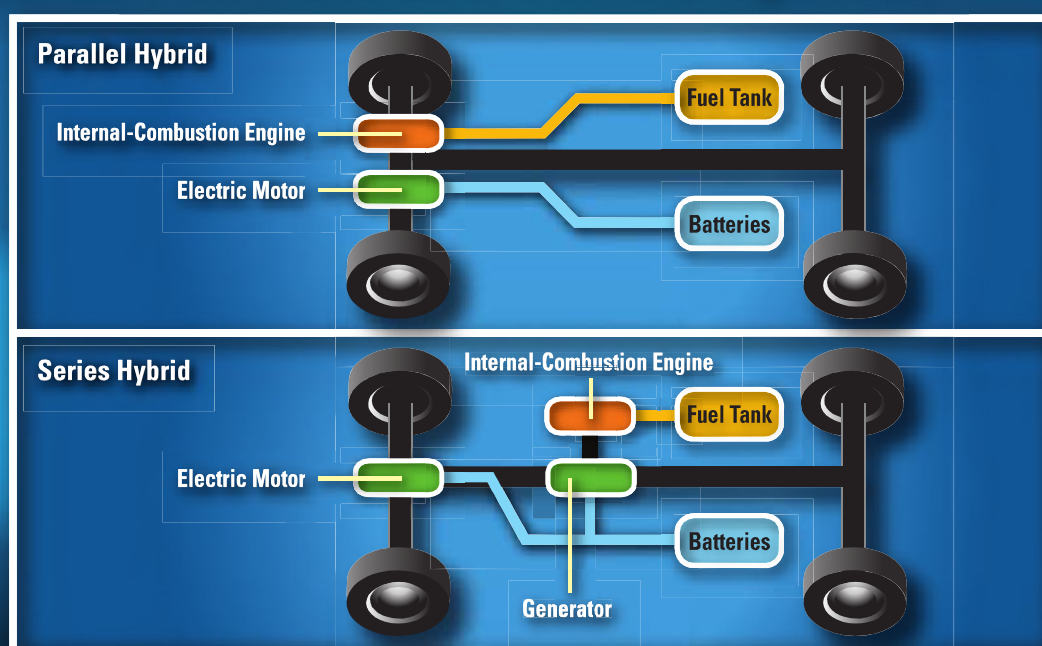 Parallel Hybrid
Internal-Combustion Engine
Electric Motor
Fuel Tank
Batteries
Series Hybrid
Internal-Combustion Engine
Fuel Tank
Electric Motor
Batteries
Generator